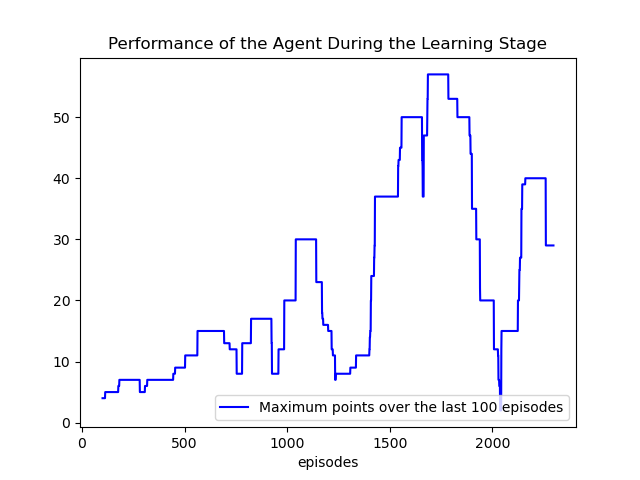 Performance of the Agent During the Learning Stage
50
40
30
20
10
0
Maximum points over the last 100 episodes
0 500 1000 1500 2000
episodes